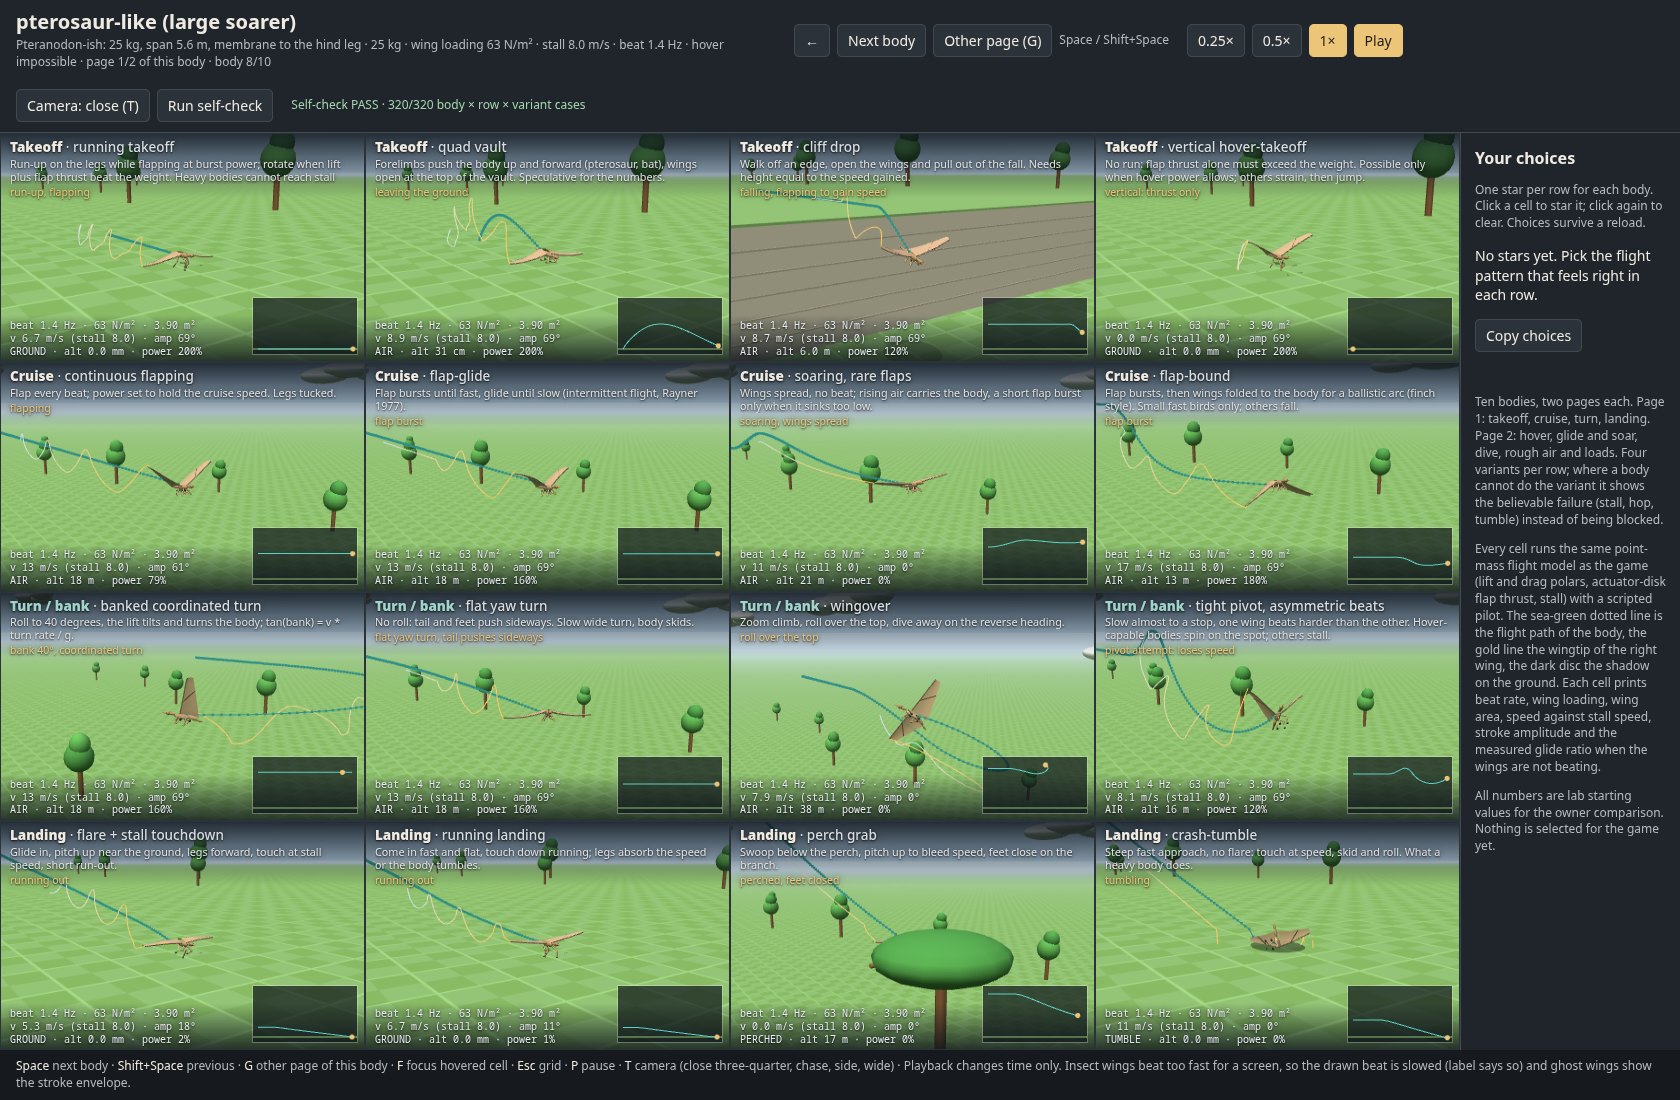 pterosaur-like (large soarer)
Pteranodon-ish: 25 kg, span 5.6 m, membrane to the hind leg · 25 kg · wing loading 63 N/m² · stall 8.0 m/s · beat 1.4 Hz · hover
impossible · page 1/2 of this body · body 8/10
←
Next body
Other page (G)
Space / Shift+Space
0.25×
0.5×
1×
Play
Camera: close (T)
Run self-check
Self-check PASS · 320/320 body × row × variant cases
Takeoff · running takeoff
Run-up on the legs while flapping at burst power; rotate when lift
plus flap thrust beat the weight. Heavy bodies cannot reach stall
run-up, flapping
beat 1.4 Hz · 63 N/m² · 3.90 m²
v 6.7 m/s (stall 8.0) · amp 69°
GROUND · alt 0.0 mm · power 200%
Takeoff · quad vault
Forelimbs push the body up and forward (pterosaur, bat), wings
open at the top of the vault. Speculative for the numbers.
leaving the ground
beat 1.4 Hz · 63 N/m² · 3.90 m²
v 8.9 m/s (stall 8.0) · amp 69°
AIR · alt 31 cm · power 200%
Takeoff · cliff drop
Walk off an edge, open the wings and pull out of the fall. Needs
height equal to the speed gained.
falling, flapping to gain speed
beat 1.4 Hz · 63 N/m² · 3.90 m²
v 8.7 m/s (stall 8.0) · amp 69°
AIR · alt 6.0 m · power 120%
Takeoff · vertical hover-takeoff
No run; flap thrust alone must exceed the weight. Possible only
when hover power allows; others strain, then jump.
vertical: thrust only
beat 1.4 Hz · 63 N/m² · 3.90 m²
v 0.0 m/s (stall 8.0) · amp 69°
GROUND · alt 0.0 mm · power 200%
Cruise · continuous flapping
Flap every beat; power set to hold the cruise speed. Legs tucked.
flapping
beat 1.4 Hz · 63 N/m² · 3.90 m²
v 13 m/s (stall 8.0) · amp 61°
AIR · alt 18 m · power 79%
Cruise · flap-glide
Flap bursts until fast, glide until slow (intermittent flight, Rayner
1977).
flap burst
beat 1.4 Hz · 63 N/m² · 3.90 m²
v 13 m/s (stall 8.0) · amp 69°
AIR · alt 18 m · power 160%
Cruise · soaring, rare flaps
Wings spread, no beat; rising air carries the body, a short flap burst
only when it sinks too low.
soaring, wings spread
beat 1.4 Hz · 63 N/m² · 3.90 m²
v 11 m/s (stall 8.0) · amp 0°
AIR · alt 21 m · power 0%
Cruise · flap-bound
Flap bursts, then wings folded to the body for a ballistic arc (finch
style). Small fast birds only; others fall.
flap burst
beat 1.4 Hz · 63 N/m² · 3.90 m²
v 17 m/s (stall 8.0) · amp 69°
AIR · alt 13 m · power 180%
Turn / bank · banked coordinated turn
Roll to 40 degrees, the lift tilts and turns the body; tan(bank) = v *
turn rate / g.
bank 40°, coordinated turn
beat 1.4 Hz · 63 N/m² · 3.90 m²
v 13 m/s (stall 8.0) · amp 69°
AIR · alt 18 m · power 160%
Turn / bank · flat yaw turn
No roll: tail and feet push sideways. Slow wide turn, body skids.
flat yaw turn, tail pushes sideways
beat 1.4 Hz · 63 N/m² · 3.90 m²
v 13 m/s (stall 8.0) · amp 69°
AIR · alt 18 m · power 160%
Turn / bank · wingover
Zoom climb, roll over the top, dive away on the reverse heading.
roll over the top
beat 1.4 Hz · 63 N/m² · 3.90 m²
v 7.9 m/s (stall 8.0) · amp 0°
AIR · alt 38 m · power 0%
Turn / bank · tight pivot, asymmetric beats
Slow almost to a stop, one wing beats harder than the other. Hover-
capable bodies spin on the spot; others stall.
pivot attempt: loses speed
beat 1.4 Hz · 63 N/m² · 3.90 m²
v 8.1 m/s (stall 8.0) · amp 69°
AIR · alt 16 m · power 120%
Landing · flare + stall touchdown
Glide in, pitch up near the ground, legs forward, touch at stall
speed, short run-out.
running out
beat 1.4 Hz · 63 N/m² · 3.90 m²
v 5.3 m/s (stall 8.0) · amp 18°
GROUND · alt 0.0 mm · power 2%
Landing · running landing
Come in fast and flat, touch down running; legs absorb the speed
or the body tumbles.
running out
beat 1.4 Hz · 63 N/m² · 3.90 m²
v 6.7 m/s (stall 8.0) · amp 11°
GROUND · alt 0.0 mm · power 1%
Landing · perch grab
Swoop below the perch, pitch up to bleed speed, feet close on the
branch.
perched, feet closed
beat 1.4 Hz · 63 N/m² · 3.90 m²
v 0.0 m/s (stall 8.0) · amp 0°
PERCHED · alt 17 m · power 0%
Landing · crash-tumble
Steep fast approach, no flare: touch at speed, skid and roll. What a
heavy body does.
tumbling
beat 1.4 Hz · 63 N/m² · 3.90 m²
v 11 m/s (stall 8.0) · amp 0°
TUMBLE · alt 0.0 mm · power 0%
Your choices
One star per row for each body.
Click a cell to star it; click again to
clear. Choices survive a reload.
No stars yet. Pick the flight
pattern that feels right in
each row.
Copy choices
Ten bodies, two pages each. Page
1: takeoff, cruise, turn, landing.
Page 2: hover, glide and soar,
dive, rough air and loads. Four
variants per row; where a body
cannot do the variant it shows
the believable failure (stall, hop,
tumble) instead of being blocked.
Every cell runs the same point-
mass flight model as the game
(lift and drag polars, actuator-disk
flap thrust, stall) with a scripted
pilot. The sea-green dotted line is
the flight path of the body, the
gold line the wingtip of the right
wing, the dark disc the shadow
on the ground. Each cell prints
beat rate, wing loading, wing
area, speed against stall speed,
stroke amplitude and the
measured glide ratio when the
wings are not beating.
All numbers are lab starting
values for the owner comparison.
Nothing is selected for the game
yet.
Space next body · Shift+Space previous · G other page of this body · F focus hovered cell · Esc grid · P pause · T camera (close three-quarter, chase, side, wide) · Playback changes time only. Insect wings beat too fast for a screen, so the drawn beat is slowed (label says so) and ghost wings show
the stroke envelope.